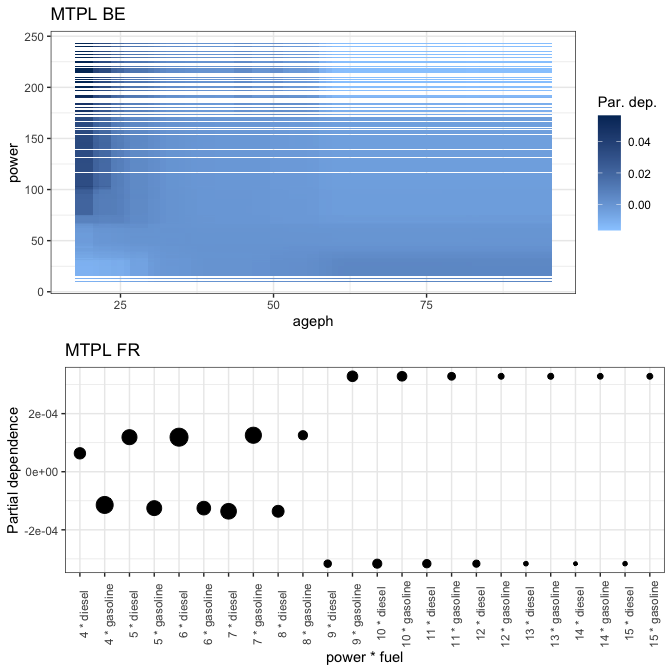 MTPL BE
250
200
150
100
50
0
power
25
50
75
ageph
Par. dep.
0.04
0.02
0.00
MTPL FR
2e-04
0e+00
-2e-04
Partial dependence
4 * diesel
4 * gasoline
5 * diesel
5 * gasoline
6 * diesel
6 * gasoline
7 * diesel
7 * gasoline
8 * diesel
8 * gasoline
9 * diesel
9 * gasoline
10 * diesel
10 * gasoline
11 * diesel
11 * gasoline
12 * diesel
12 * gasoline
13 * diesel
13 * gasoline
14 * diesel
14 * gasoline
15 * diesel
15 * gasoline
power * fuel